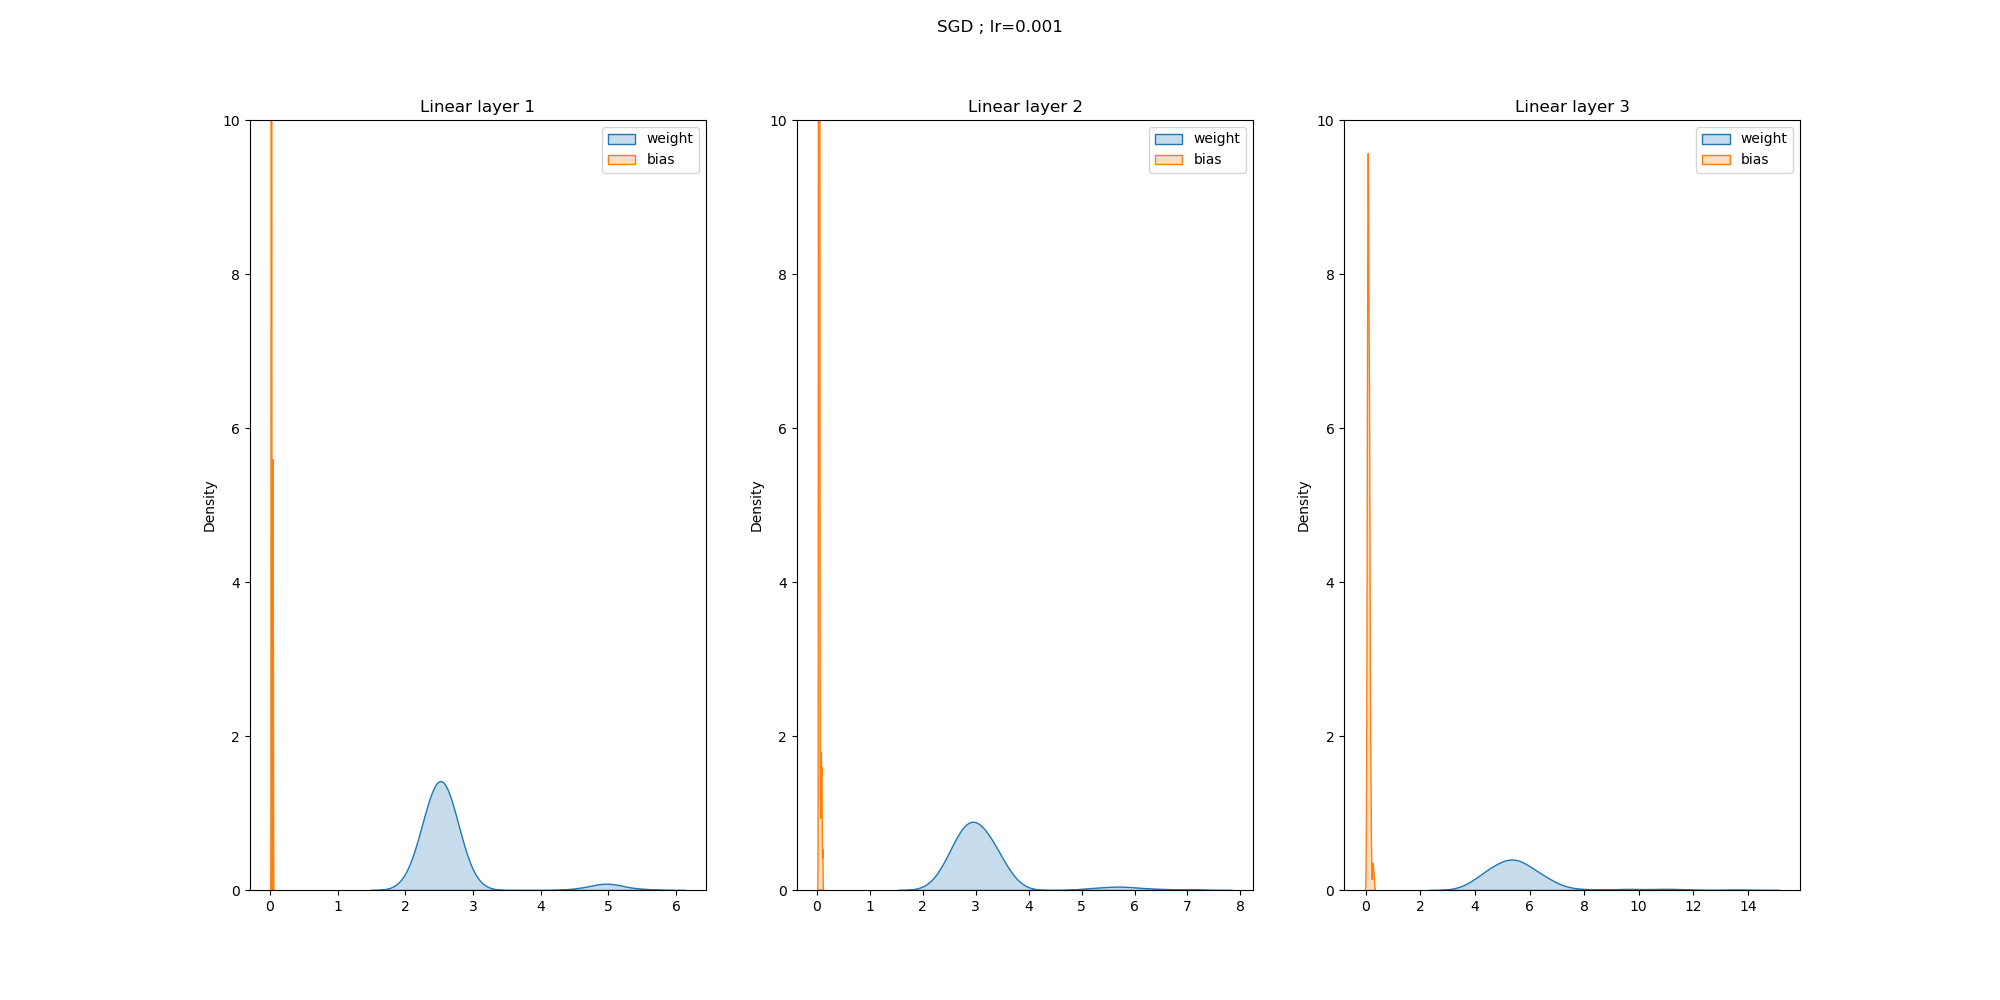 SGD ; lr=0.001
Linear layer 1
10
8
6
4
2
0
Density
weight
bias
0 1 2 3 4 5 6
Linear layer 2
10
8
6
4
2
0
Density
weight
bias
0 1 2 3 4 5 6 7 8
Linear layer 3
10
8
6
4
2
0
Density
weight
bias
0 2 4 6 8 10 12 14